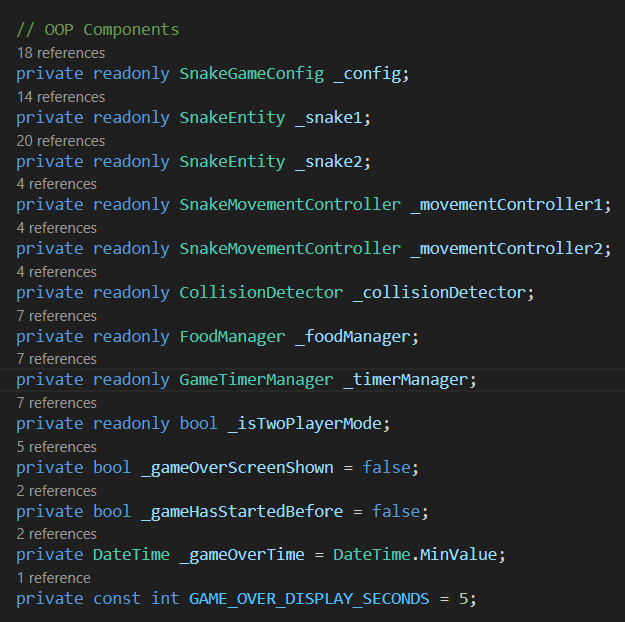 // OOP Components
18 references
private readonly SnakeGameConfig _config;
14 references
private readonly SnakeEntity _snake1;
20 references
private readonly SnakeEntity _snake2;
4 references
private readonly SnakeMovementController _movementController1;
4 references
private readonly SnakeMovementController _movementController2;
4 references
private readonly CollisionDetector _collisionDetector;
7 references
private readonly FoodManager _foodManager;
7 references
private readonly GameTimerManager _timerManager;
7 references
private readonly bool _isTwoPlayerMode;
5 references
private bool _gameOverScreenShown = false;
2 references
private bool _gameHasStartedBefore = false;
2 references
private DateTime _gameOverTime = DateTime.MinValue;
1 reference
private const int GAME_OVER_DISPLAY_SECONDS = 5;